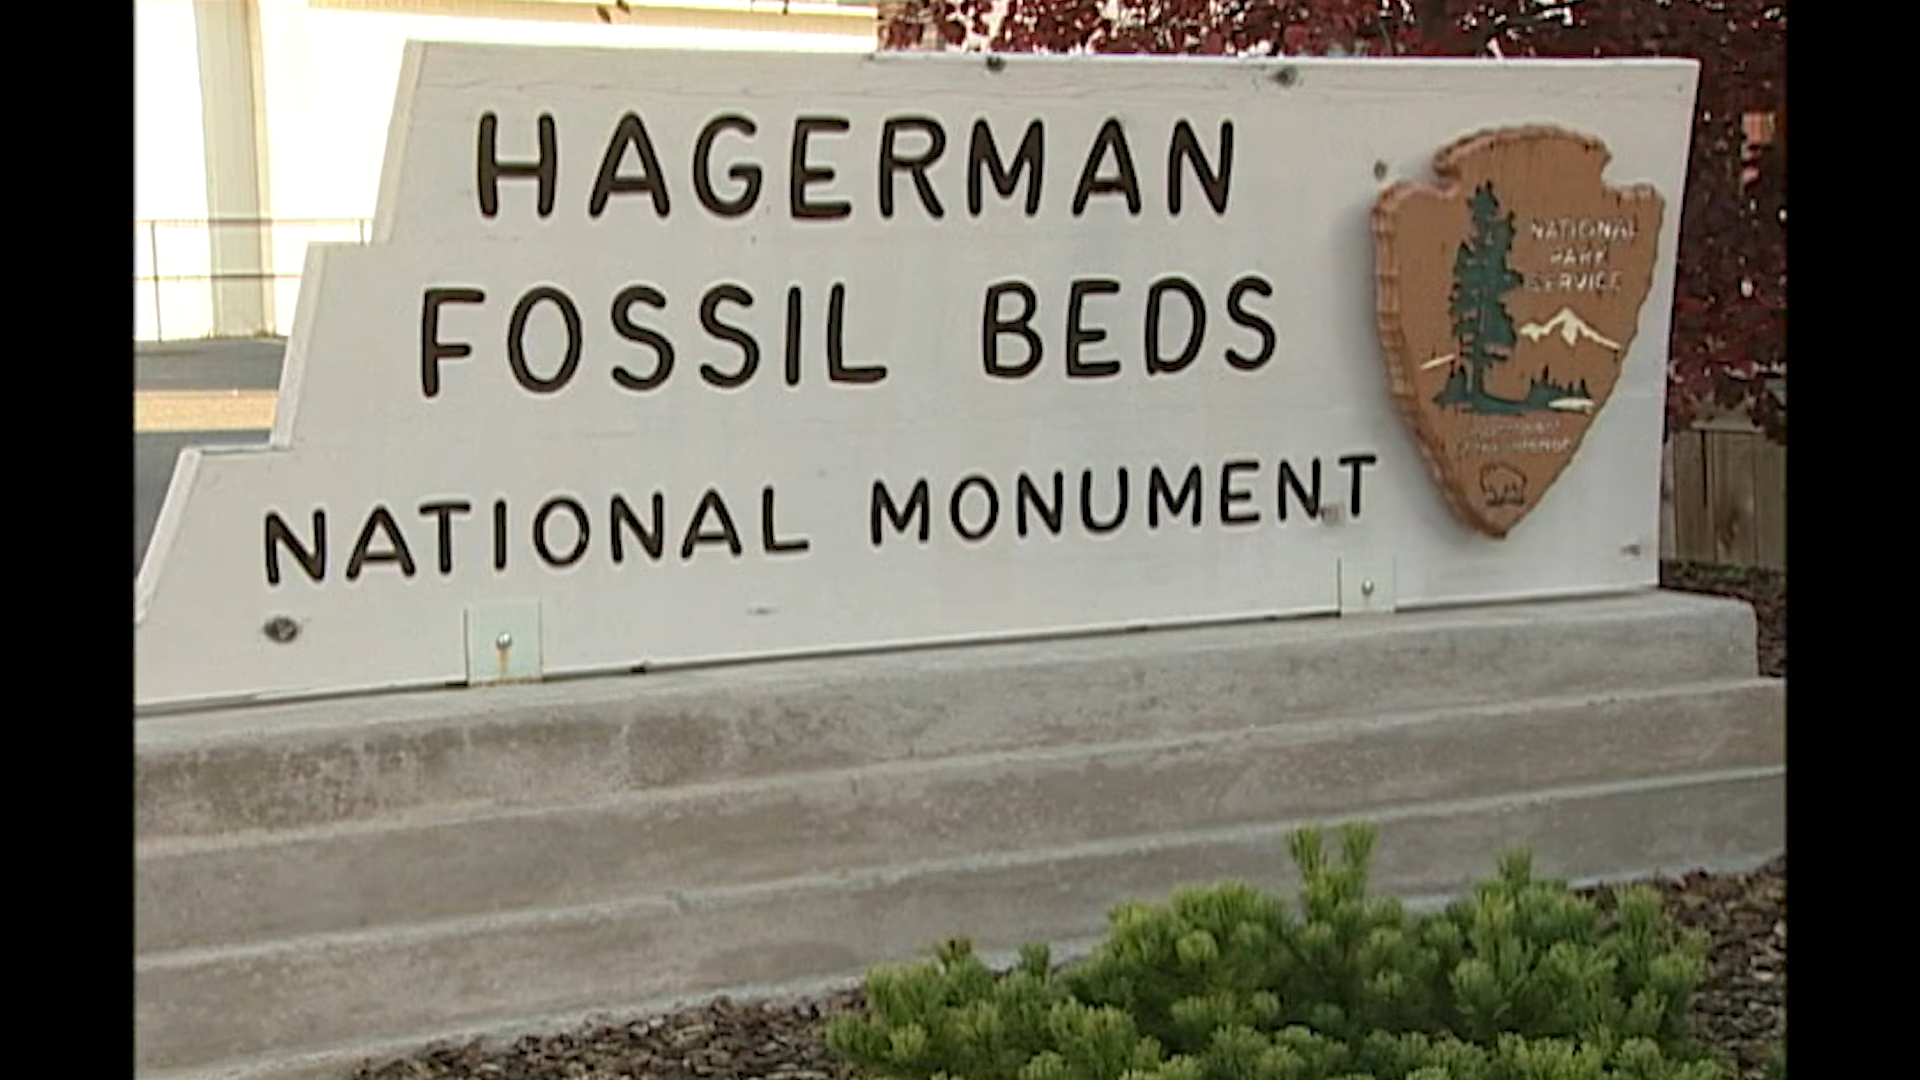 HAGERMAN
FOSSIL BEDS
NATIONAL MONUMENT
NATIONAL
PARK
SERVICE